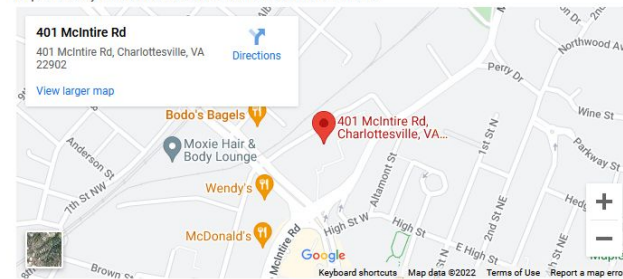 401 McIntire Rd
401 McIntire Rd, Charlottesville, VA
22902
Directions
View larger map
Northwood Av
Perry Dr
Bodo's Bagels
Wine St
401 McIntire Rd,
Charlottesville, VA...
Moxie Hair &
Body Lounge
Anderson St
7th St NW
1st St N
Parkway St
Altamont St
Wendy's
2nd St NE
High St W
High St
McDonald's
McIntire Rd
E High St
Brown
Google
Keyboard shortcuts
Map data ©2022
Terms of Use
Report a map erro